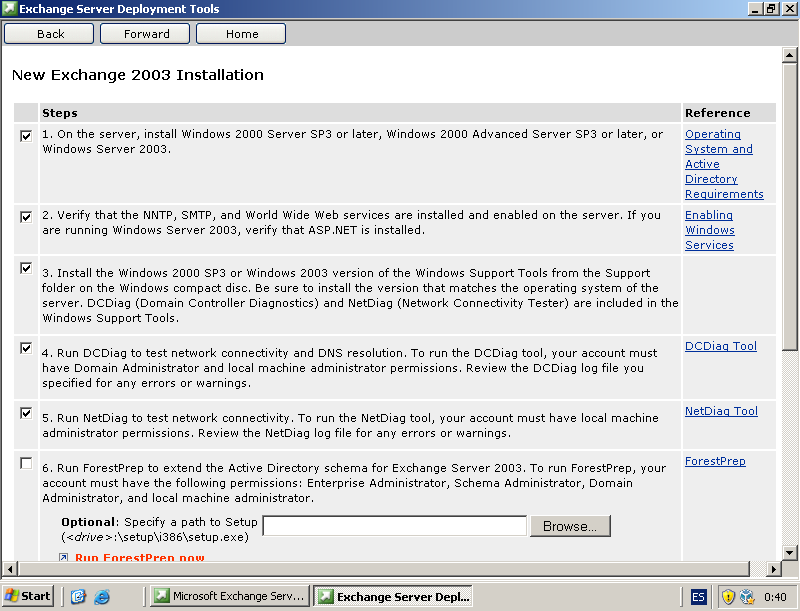 Exchange Server Deployment Tools
Back Forward Home
New Exchange 2003 Installation
Steps Reference
1. On the server, install Windows 2000 Server SP3 or later, Windows 2000 Advanced Server SP3 or later, or
Windows Server 2003.
Operating
System and
Active
Directory
Requirements
2. Verify that the NNTP, SMTP, and World Wide Web services are installed and enabled on the server. If you
are running Windows Server 2003, verify that ASP.NET is installed.
Enabling
Windows
Services
3. Install the Windows 2000 SP3 or Windows 2003 version of the Windows Support Tools from the Support
folder on the Windows compact disc. Be sure to install the version that matches the operating system of the
server. DCDiag (Domain Controller Diagnostics) and NetDiag (Network Connectivity Tester) are included in the
Windows Support Tools.
4. Run DCDiag to test network connectivity and DNS resolution. To run the DCDiag tool, your account must
have Domain Administrator and local machine administrator permissions. Review the DCDiag log file you
specified for any errors or warnings.
DCDiag Tool
5. Run NetDiag to test network connectivity. To run the NetDiag tool, your account must have local machine
administrator permissions. Review the NetDiag log file for any errors or warnings.
NetDiag Tool
6. Run ForestPrep to extend the Active Directory schema for Exchange Server 2003. To run ForestPrep, your
account must have the following permissions: Enterprise Administrator, Schema Administrator, Domain
Administrator, and local machine administrator.
ForestPrep
Optional: Specify a path to Setup
(<drive>:\setup\i386\setup.exe)
Browse...
Run ForestPrep now
Start Microsoft Exchange Serv... Exchange Server Depl... ES 0:40